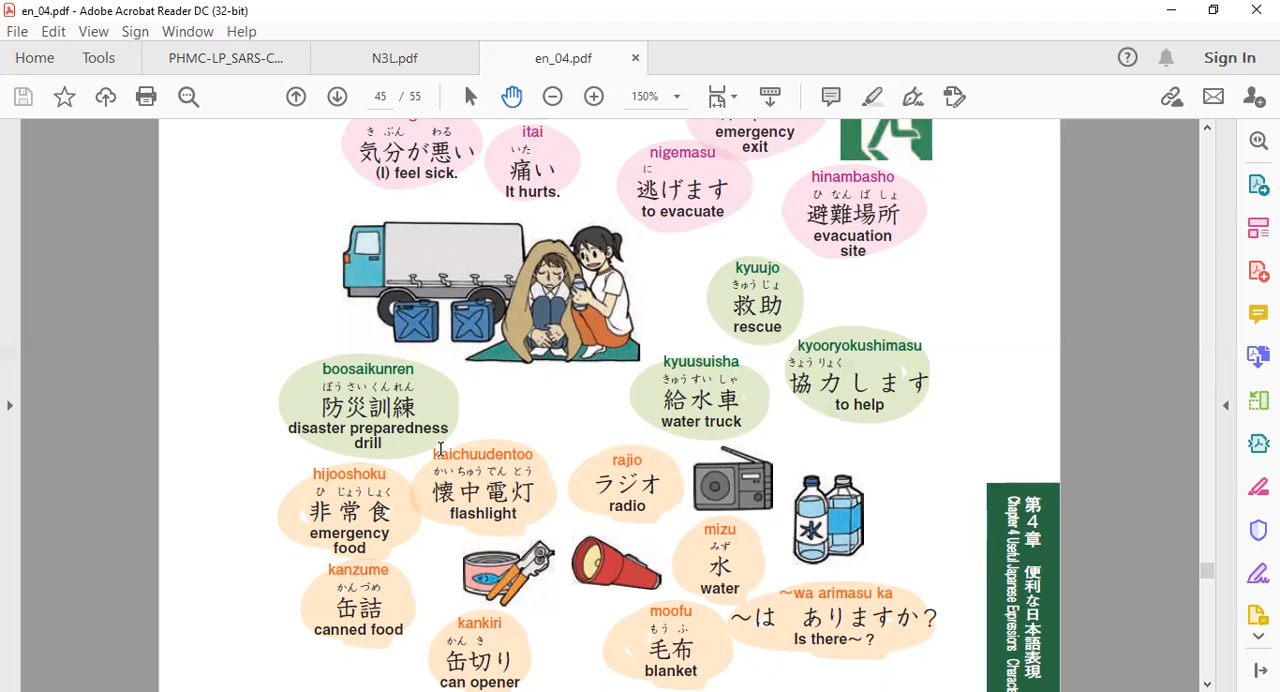 en_04.pdf - Adobe Acrobat Reader DC (32-bit)
File Edit View Sign Window Help
Home Tools PHMC-LP_SARS-C... N3L.pdf en_04.pdf × Sign In
45 / 55 150%
き ぶん わる
気分が悪い
(I) feel sick.
itai
いた
痛い
It hurts.
emergency
exit
nigemasu
に
逃げます
to evacuate
hinambasho
ひ なん ば しょ
避難場所
evacuation
site
kyuujo
きゅう じょ
救助
rescue
kyooryokushimasu
きょう りょく
協力します
to help
kyuusuisha
きゅう すい しゃ
給水車
water truck
boosaikunren
ぼう さい くん れん
防災訓練
disaster preparedness
drill
kaichuudentoo
かい ちゅう でん とう
懐中電灯
flashlight
rajio
ラジオ
radio
hijooshoku
ひ じょう しょく
非常食
emergency
food
水
mizu
みず
水
water
kanzume
かん づめ
缶詰
canned food
kankiri
かん き
缶切り
can opener
moofu
もう ふ
毛布
blanket
～wa arimasu ka
～は ありますか？
Is there～?
第4章 便利な日本語表現
Chapter 4 Useful Japanese Expressions